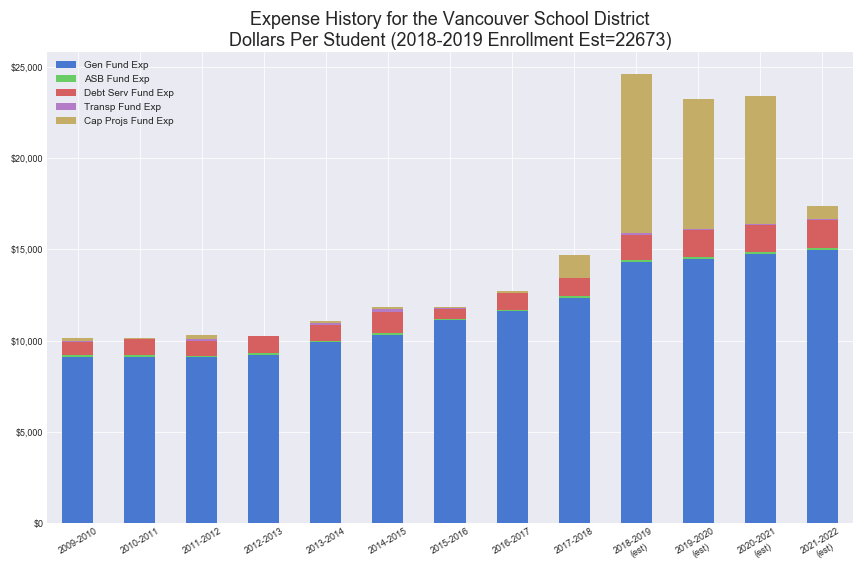 Expense History for the Vancouver School District
Dollars Per Student (2018-2019 Enrollment Est=22673)
Gen Fund Exp
ASB Fund Exp
Debt Serv Fund Exp
Transp Fund Exp
Cap Projs Fund Exp
$25,000
$20,000
$15,000
$10,000
$5,000
$0
2009-2010
2010-2011
2011-2012
2012-2013
2013-2014
2014-2015
2015-2016
2016-2017
2017-2018
2018-2019
(est)
2019-2020
(est)
2020-2021
(est)
2021-2022
(est)